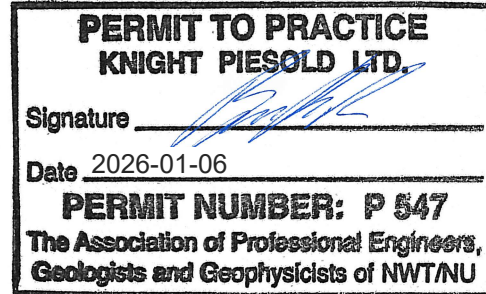 PERMIT TO PRACTICE
KNIGHT PIESOLD LTD.
Signature
Date 2026-01-06
PERMIT NUMBER: P 547
The Association of Professional Engineers,
Geologists and Geophysicists of NWT/NU